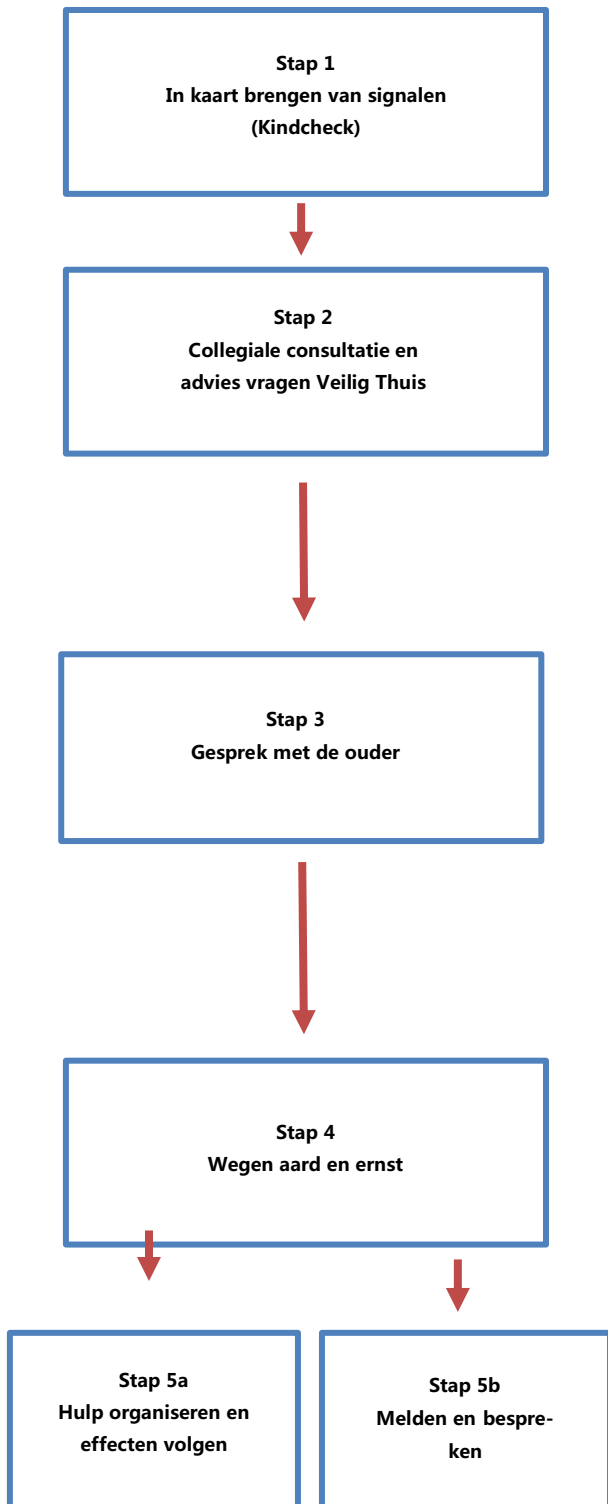 Stap 1
In kaart brengen van signalen
(Kindcheck)
Stap 2
Collegiale consultatie en
advies vragen Veilig Thuis
Stap 3
Gesprek met de ouder
Stap 4
Wegen aard en ernst
Stap 5a
Hulp organiseren en
effecten volgen
Stap 5b
Melden en bespre-
ken